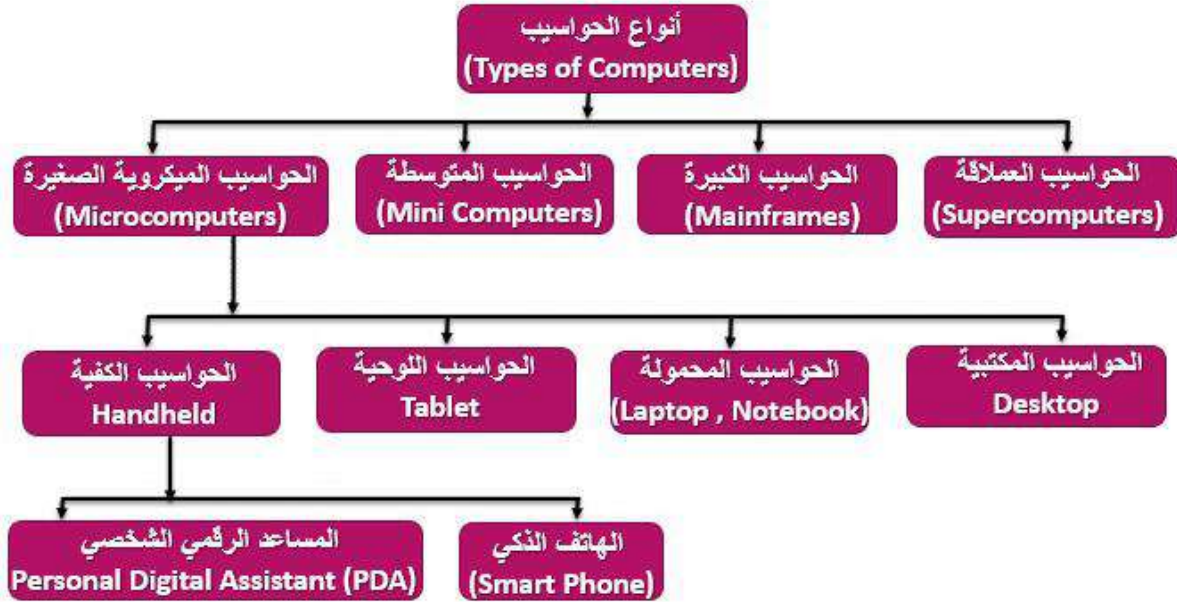 أنواع الحواسيب
(Types of Computers)
الحواسيب العملاقة
(Supercomputers)
الحواسيب الكبيرة
(Mainframes)
الحواسيب المتوسطة
(Mini Computers)
الحواسيب الميكروية الصغيرة
(Microcomputers)
الحواسيب المكتبية
Desktop
الحواسيب المحمولة
(Laptop , Notebook)
الحواسيب اللوحية
Tablet
الحواسيب الكفية
Handheld
الهاتف الذكي
(Smart Phone)
المساعد الرقمي الشخصي
Personal Digital Assistant (PDA)